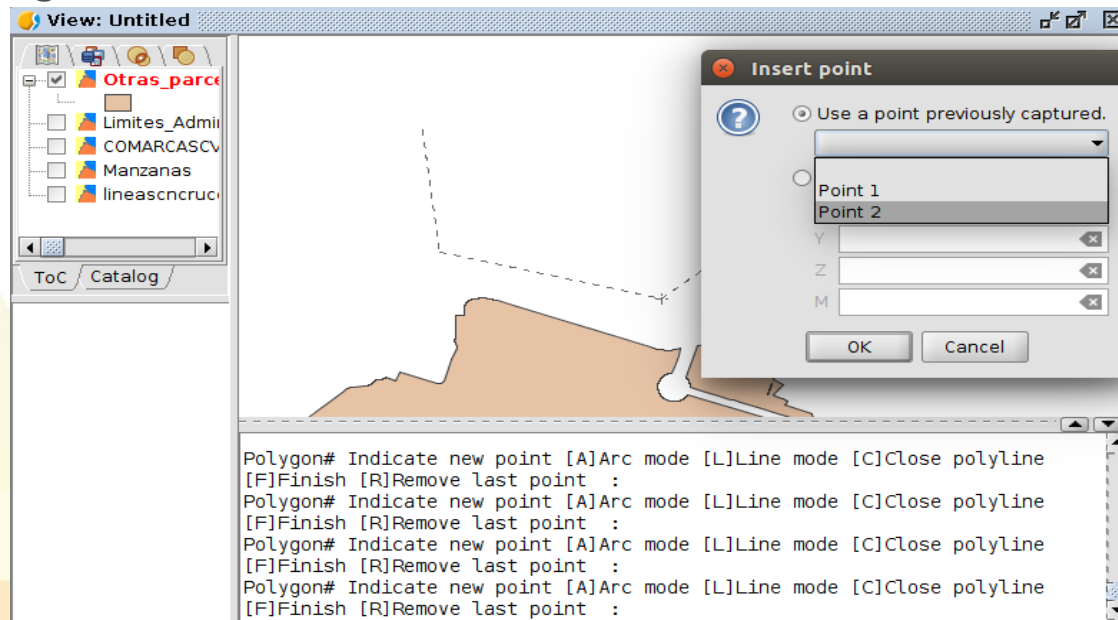 View: Untitled
Otras_parce
Limites_Admi
COMARCASCV
Manzanas
lineascncruc
ToC
Catalog
Insert point
Use a point previously captured.
Point 1
Point 2
Y
Z
M
OK
Cancel
Polygon# Indicate new point [A]Arc mode [L]Line mode [C]Close polyline
[F]Finish [R]Remove last point :
Polygon# Indicate new point [A]Arc mode [L]Line mode [C]Close polyline
[F]Finish [R]Remove last point :
Polygon# Indicate new point [A]Arc mode [L]Line mode [C]Close polyline
[F]Finish [R]Remove last point :
Polygon# Indicate new point [A]Arc mode [L]Line mode [C]Close polyline
[F]Finish [R]Remove last point :